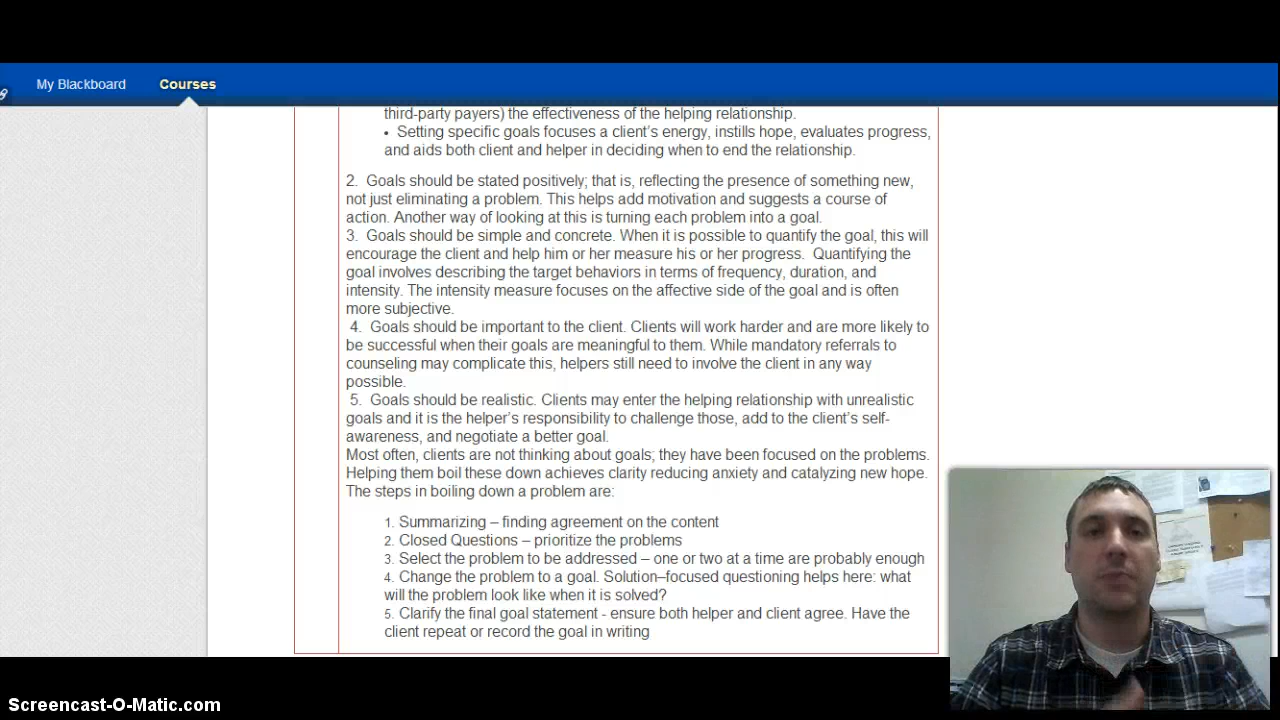 My Blackboard
Courses
third-party payers) the effectiveness of the helping relationship.
• Setting specific goals focuses a client's energy, instills hope, evaluates progress,
and aids both client and helper in deciding when to end the relationship.
2. Goals should be stated positively; that is, reflecting the presence of something new,
not just eliminating a problem. This helps add motivation and suggests a course of
action. Another way of looking at this is turning each problem into a goal.
3. Goals should be simple and concrete. When it is possible to quantify the goal, this will
encourage the client and help him or her measure his or her progress. Quantifying the
goal involves describing the target behaviors in terms of frequency, duration, and
intensity. The intensity measure focuses on the affective side of the goal and is often
more subjective.
4. Goals should be important to the client. Clients will work harder and are more likely to
be successful when their goals are meaningful to them. While mandatory referrals to
counseling may complicate this, helpers still need to involve the client in any way
possible.
5. Goals should be realistic. Clients may enter the helping relationship with unrealistic
goals and it is the helper's responsibility to challenge those, add to the client's self-
awareness, and negotiate a better goal.
Most often, clients are not thinking about goals; they have been focused on the problems.
Helping them boil these down achieves clarity reducing anxiety and catalyzing new hope.
The steps in boiling down a problem are:
1. Summarizing – finding agreement on the content
2. Closed Questions – prioritize the problems
3. Select the problem to be addressed – one or two at a time are probably enough
4. Change the problem to a goal. Solution–focused questioning helps here: what
will the problem look like when it is solved?
5. Clarify the final goal statement - ensure both helper and client agree. Have the
client repeat or record the goal in writing
Screencast-O-Matic.com